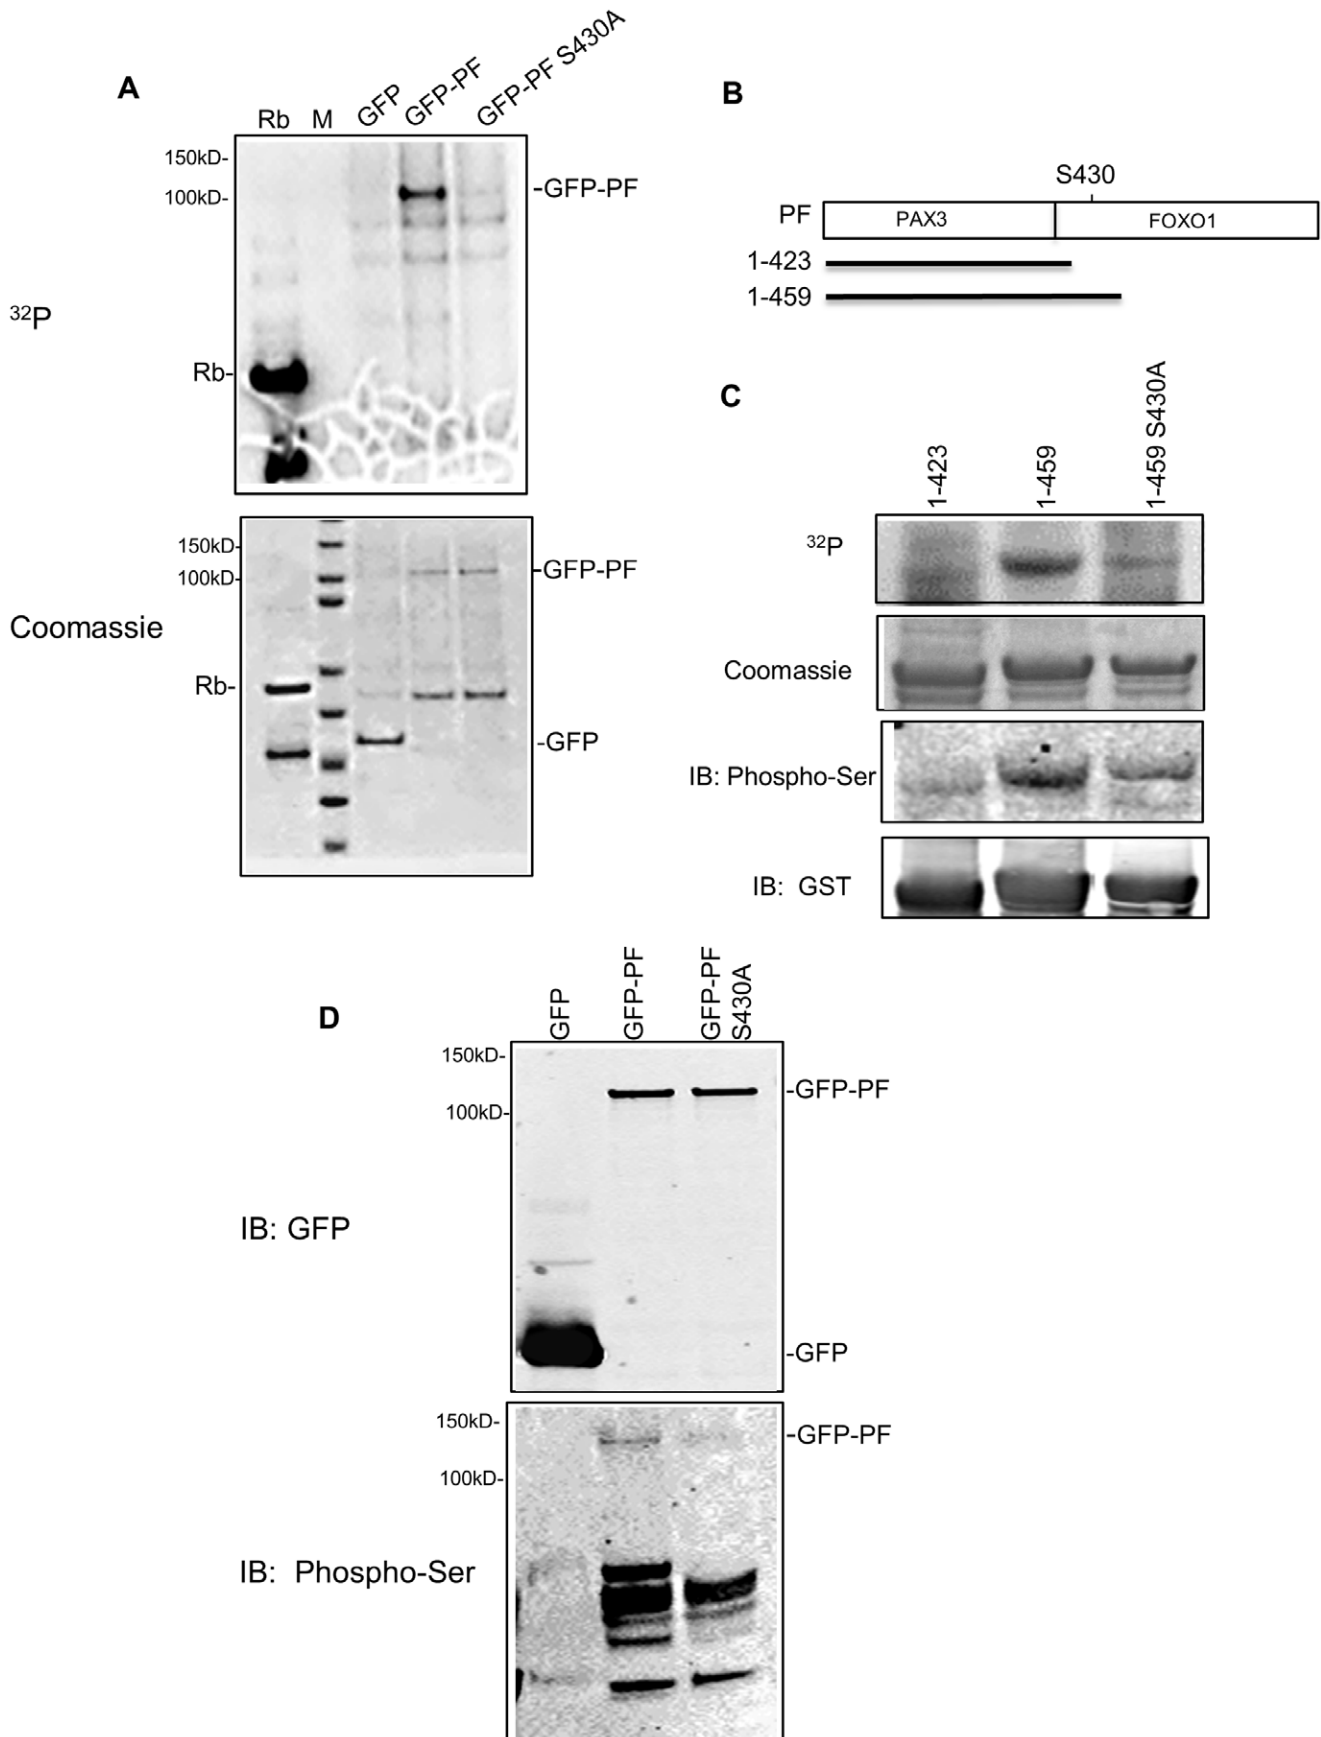 A
Rb M GFP GFP-PF GFP-PF S430A
150kD-
100kD-
-GFP-PF
32P
Rb-
150kD-
100kD-
-GFP-PF
Coomassie
Rb-
-GFP
B
S430
PF PAX3 FOXO1
1-423
1-459
C
1-423 1-459 1-459 S430A
32P
Coomassie
IB: Phospho-Ser
IB: GST
D
GFP GFP-PF GFP-PF S430A
150kD-
-GFP-PF
100kD-
IB: GFP
-GFP
150kD-
-GFP-PF
100kD-
IB: Phospho-Ser